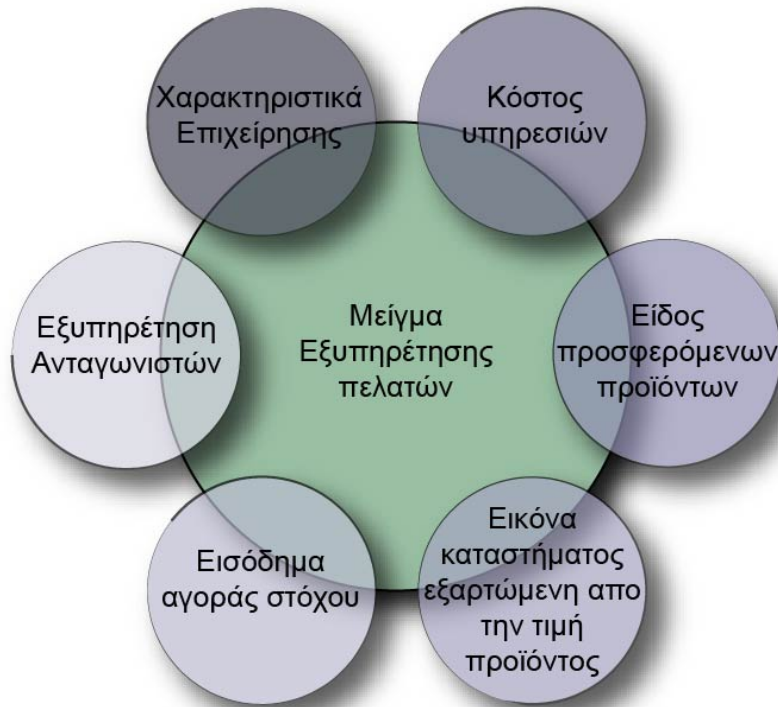 Χαρακτηριστικά
Επιχείρησης
Κόστος
υπηρεσιών
Εξυπηρέτηση
Ανταγωνιστών
Μείγμα
Εξυπηρέτησης
πελατών
Είδος
προσφερόμενων
προϊόντων
Εισόδημα
αγοράς στόχου
Εικόνα
καταστήματος
εξαρτώμενη απο
την τιμή
προϊόντος